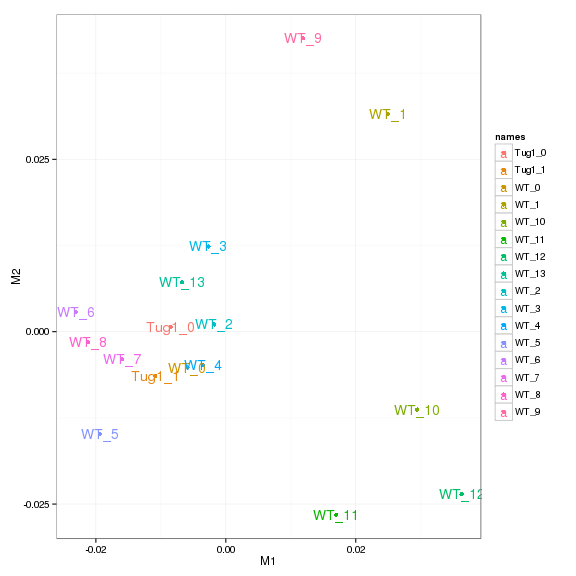 WT_9
WT_1
WT_3
WT_13
WT_6
Tug1_0
WT_2
WT_8
WT_7
WT_0
WT_4
Tug1_1
WT_10
WT_5
WT_12
WT_11
M2
0.025
0.000
-0.025
-0.02
0.00
0.02
M1
names
Tug1_0
Tug1_1
WT_0
WT_1
WT_10
WT_11
WT_12
WT_13
WT_2
WT_3
WT_4
WT_5
WT_6
WT_7
WT_8
WT_9